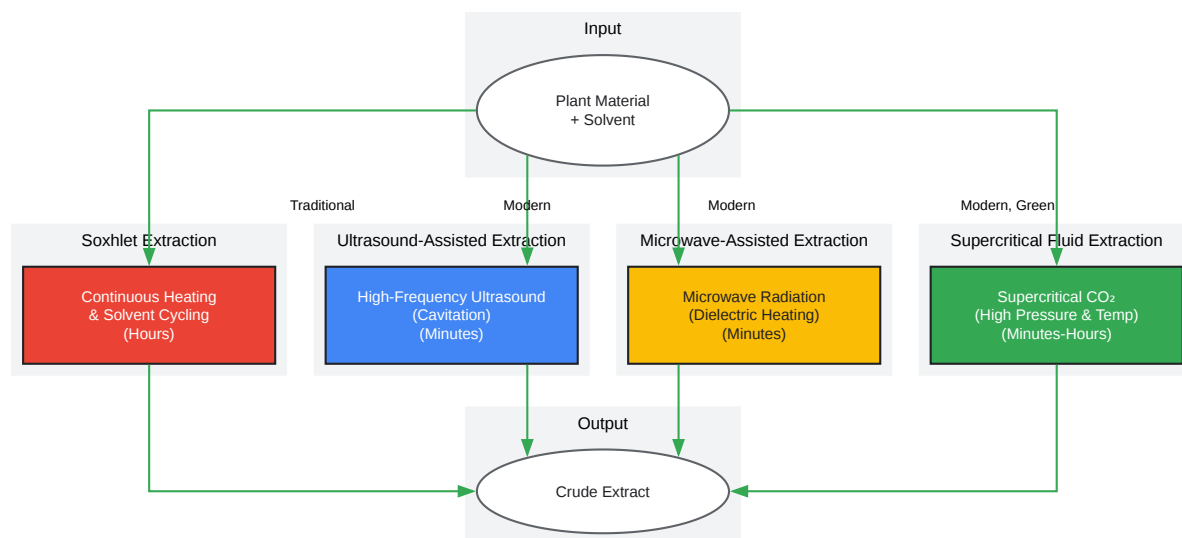 Input
Plant Material
+ Solvent
Traditional
Modern
Modern
Modern, Green
Soxhlet Extraction
Ultrasound-Assisted Extraction
Microwave-Assisted Extraction
Supercritical Fluid Extraction
Continuous Heating
& Solvent Cycling
(Hours)
High-Frequency Ultrasound
(Cavitation)
(Minutes)
Microwave Radiation
(Dielectric Heating)
(Minutes)
Supercritical CO₂
(High Pressure & Temp)
(Minutes-Hours)
Output
Crude Extract